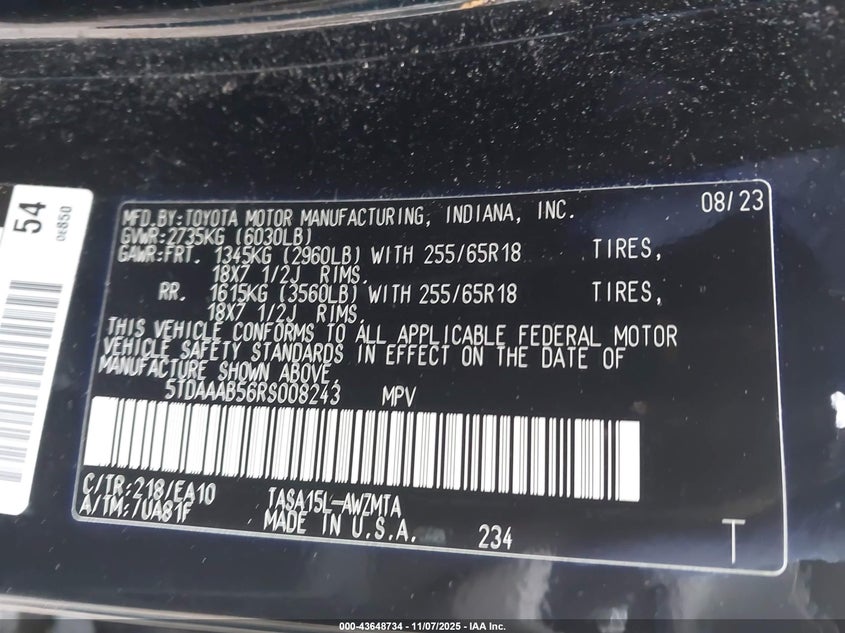 54
0E850
MFD.BY:TOYOTA MOTOR MANUFACTURING, INDIANA, INC. 08/23
GVWR:2735KG (6030LB)
GAWR:FRT. 1345KG (2960LB) WITH 255/65R18 TIRES,
18X7 1/2J RIMS.
RR. 1615KG (3560LB) WITH 255/65R18 TIRES,
18X7 1/2J RIMS.
THIS VEHICLE CONFORMS TO ALL APPLICABLE FEDERAL MOTOR
VEHICLE SAFETY STANDARDS IN EFFECT ON THE DATE OF
MANUFACTURE SHOWN ABOVE.
5TDAAAB56RS008243 MPV
C/TR:218/EA10 TASA15L-AWZMTA
A/TM:/UA81F MADE IN U.S.A. 234 T
000-43648734 - 11/07/2025 - IAA Inc.